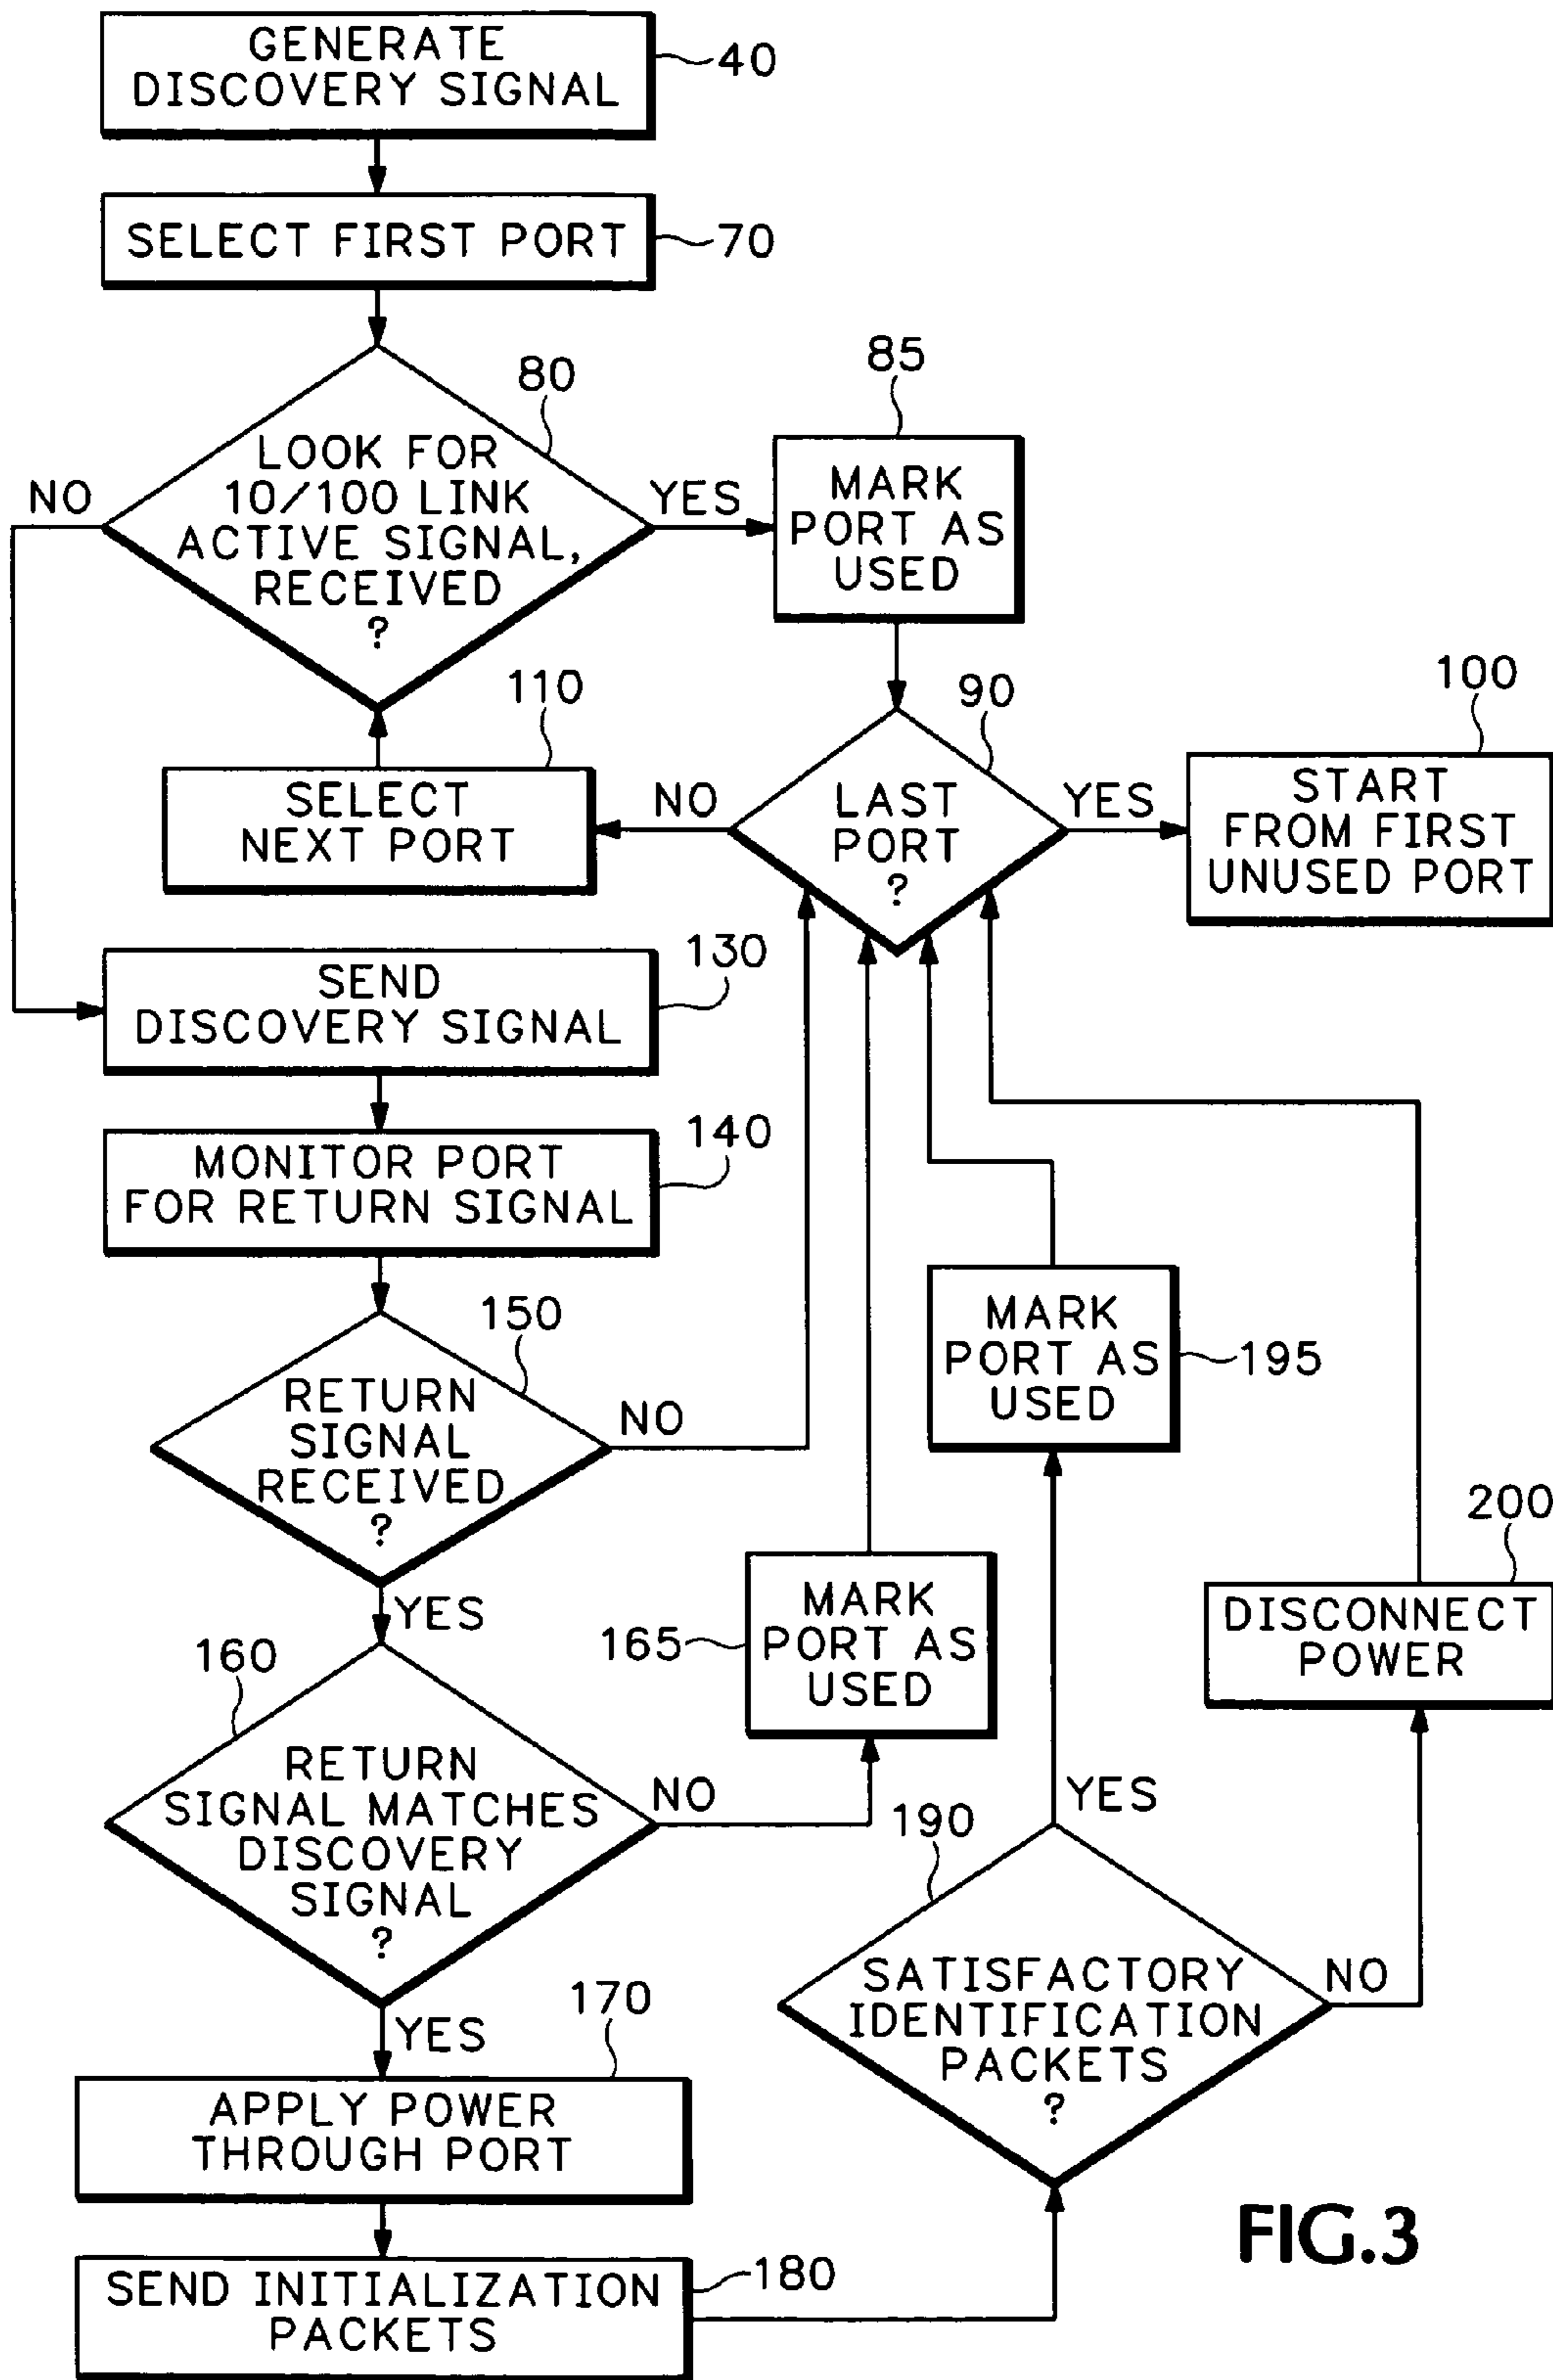 GENERATE
DISCOVERY SIGNAL
40
SELECT FIRST PORT
70
80
LOOK FOR
10/100 LINK
ACTIVE SIGNAL,
RECEIVED
?
NO
YES
85
MARK
PORT AS
USED
110
SELECT
NEXT PORT
90
LAST
PORT
?
NO
YES
100
START
FROM FIRST
UNUSED PORT
130
SEND
DISCOVERY SIGNAL
140
MONITOR PORT
FOR RETURN SIGNAL
150
RETURN
SIGNAL
RECEIVED
?
NO
YES
160
RETURN
SIGNAL MATCHES
DISCOVERY
SIGNAL
?
NO
YES
165
MARK
PORT AS
USED
170
APPLY POWER
THROUGH PORT
SEND INITIALIZATION
PACKETS
180
190
SATISFACTORY
IDENTIFICATION
PACKETS
?
YES
NO
MARK
PORT AS
USED
195
200
DISCONNECT
POWER
FIG.3